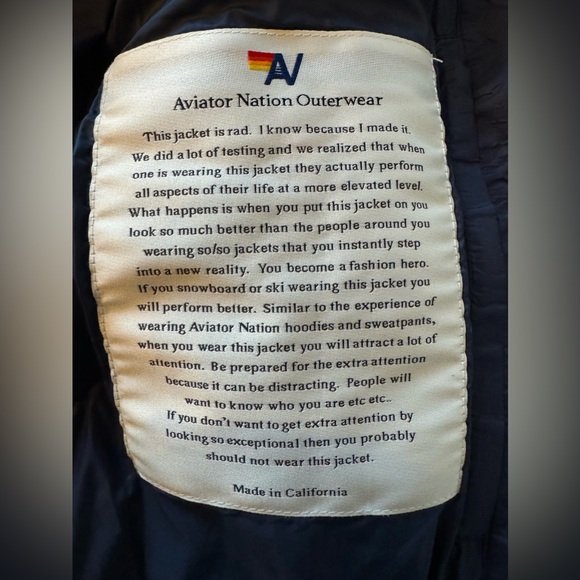 AV
Aviator Nation Outerwear
This jacket is rad. I know because I made it.
We did a lot of testing and we realized that when
one is wearing this jacket they actually perform
all aspects of their life at a more elevated level.
What happens is when you put this jacket on you
look so much better than the people around you
wearing so/so jackets that you instantly step
into a new reality. You become a fashion hero.
If you snowboard or ski wearing this jacket you
will perform better. Similar to the experience of
wearing Aviator Nation hoodies and sweatpants,
when you wear this jacket you will attract a lot of
attention. Be prepared for the extra attention
because it can be distracting. People will
want to know who you are etc etc..
If you don't want to get extra attention by
looking so exceptional then you probably
should not wear this jacket.
Made in California